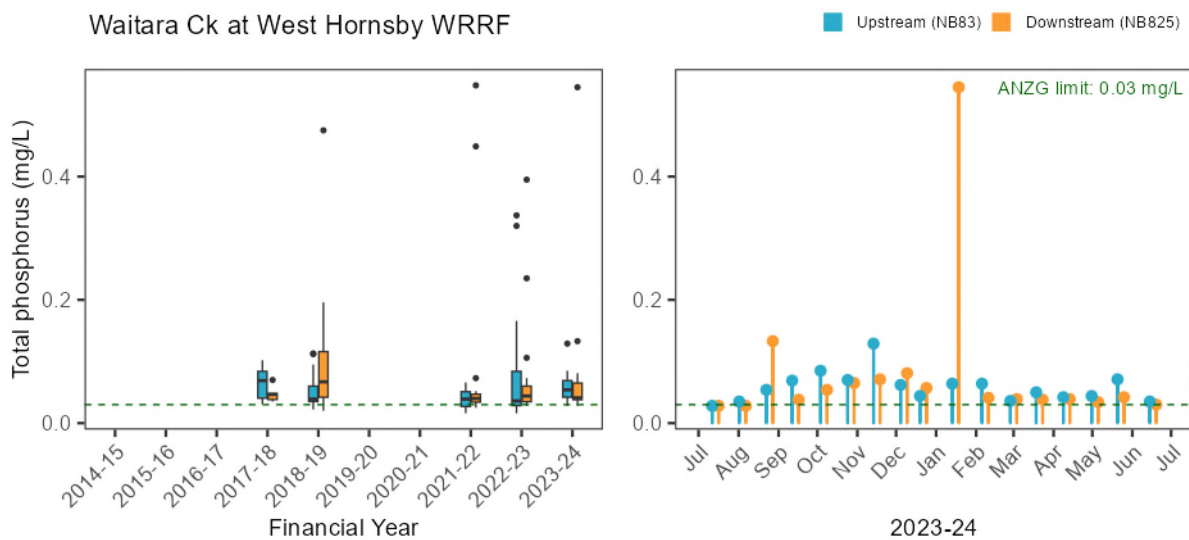 Waitara Ck at West Hornsby WRRF
Upstream (NB83) Downstream (NB825)
Total phosphorus (mg/L)
0.4
0.2
0.0
2014-15 2015-16 2016-17 2017-18 2018-19 2019-20 2020-21 2021-22 2022-23 2023-24
Financial Year
ANZG limit: 0.03 mg/L
0.4
0.2
0.0
Jul Aug Sep Oct Nov Dec Jan Feb Mar Apr May Jun Jul
2023-24